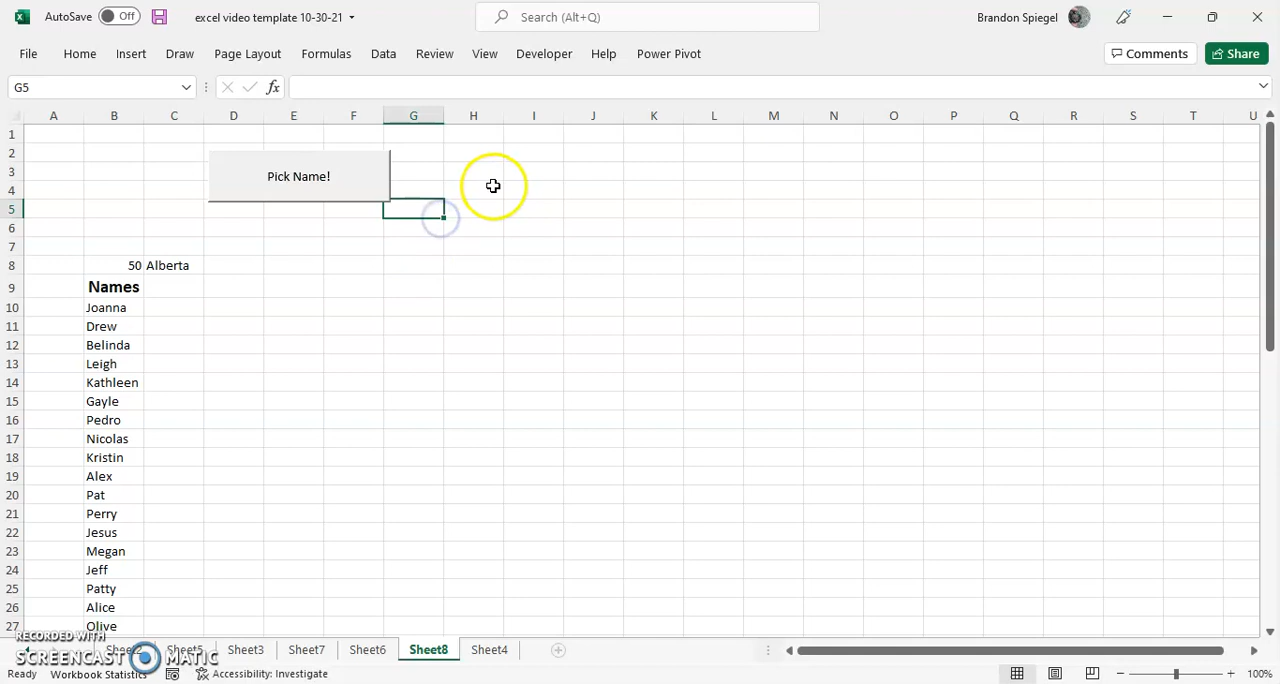 AutoSave Off excel video template 10-30-21 Search (Alt+Q) Brandon Spiegel
File Home Insert Draw Page Layout Formulas Data Review View Developer Help Power Pivot Comments Share
G5 fx
A B C D E F G H I J K L M N O P Q R S T U
1
2
3 Pick Name!
4
5
6
7
8 50 Alberta
9 Names
10 Joanna
11 Drew
12 Belinda
13 Leigh
14 Kathleen
15 Gayle
16 Pedro
17 Nicolas
18 Kristin
19 Alex
20 Pat
21 Perry
22 Jesus
23 Megan
24 Jeff
25 Patty
26 Alice
27 Olive
RECORDED WITH
SCREENCAST MATIC
Sheet2 Sheet5 Sheet3 Sheet7 Sheet6 Sheet8 Sheet4
Ready Workbook Statistics Accessibility: Investigate 100%